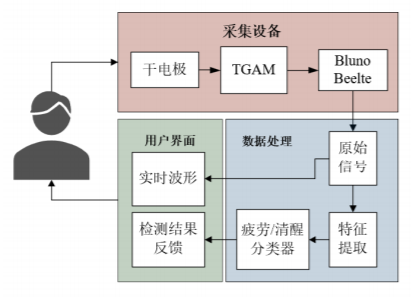 采集设备
干电极
TGAM
Bluno
Beelte
用户界面
数据处理
实时波形
原始
信号
检测结果
反馈
疲劳/清醒
分类器
特征
提取